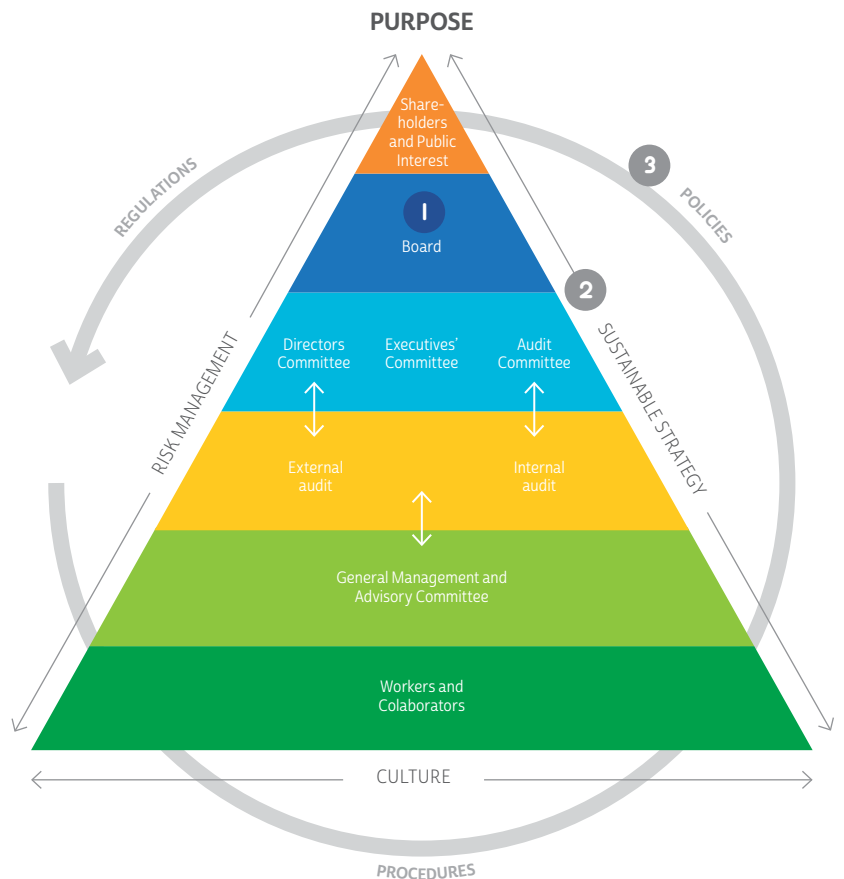 PURPOSE
Share-
holders
and Public
Interest
3
REGULATIONS
POLICIES
1
Board
2
Directors
Committee
Executives'
Committee
Audit
Committee
RISK MANAGEMENT
SUSTAINABLE STRATEGY
External
audit
Internal
audit
General Management and
Advisory Committee
Workers and
Colaborators
CULTURE
PROCEDURES